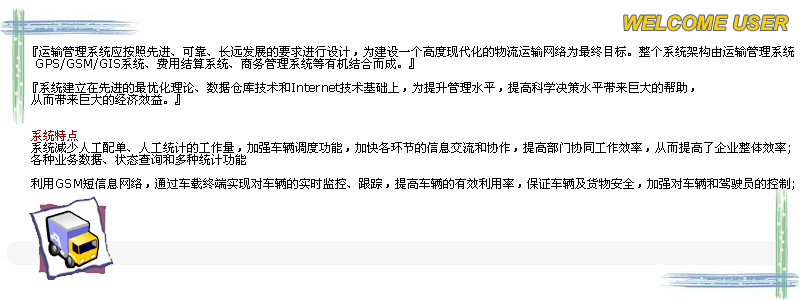 WELCOME USER
『运输管理系统应按照先进、可靠、长远发展的要求进行设计，为建设一个高度现代化的物流运输网络为最终目标。整个系统架构由运输管理系统
GPS/GSM/GIS系统、费用结算系统、商务管理系统等有机结合而成。』
『系统建立在先进的最忧化理论、数据仓库技术和Internet技术基础上，为提升管理水平，提高科学决策水平带来巨大的帮助，
从而带来巨大的经济效益。』
系统特点
系统减少人工配单、人工统计的工作量，加强车辆调度功能，加快各环节的信息交流和协作，提高部门协同工作效率，从而提高了企业整体效率;
各种业务数据、状态查询和多种统计功能
利用GSM短信息网络，通过车载终端实现对车辆的实时监控、跟踪，提高车辆的有效利用率，保证车辆及货物安全，加强对车辆和驾驶员的控制;